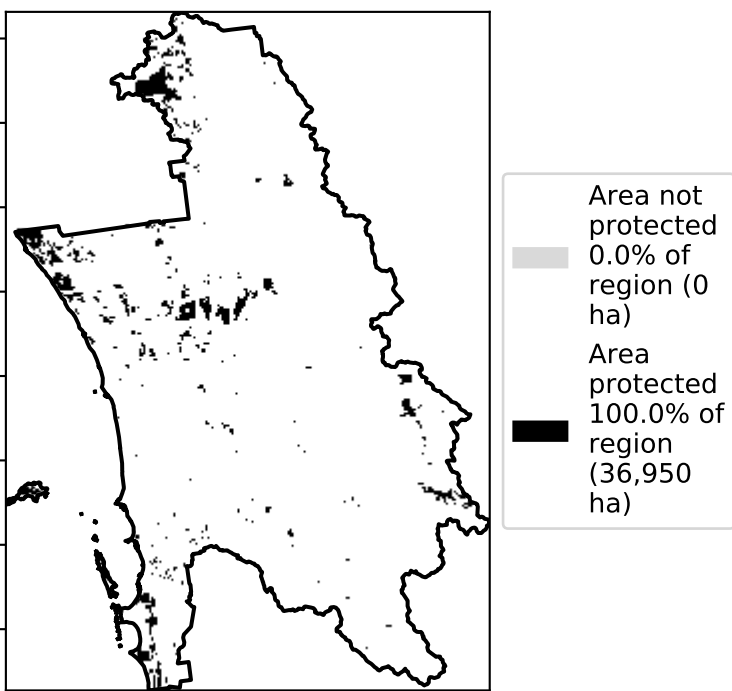 Area not
protected
0.0% of
region (0
ha)
Area
protected
100.0% of
region
(36,950
ha)